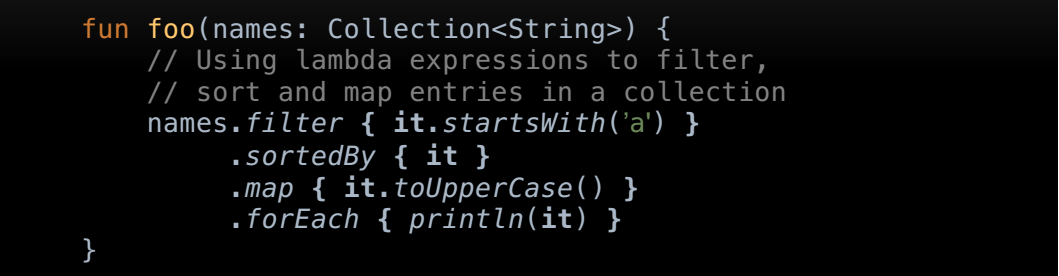 fun foo(names: Collection<String>) {
    // Using lambda expressions to filter,
    // sort and map entries in a collection
    names.filter { it.startsWith(’a') }
         .sortedBy { it }
         .map { it.toUpperCase() }
         .forEach { println(it) }
}